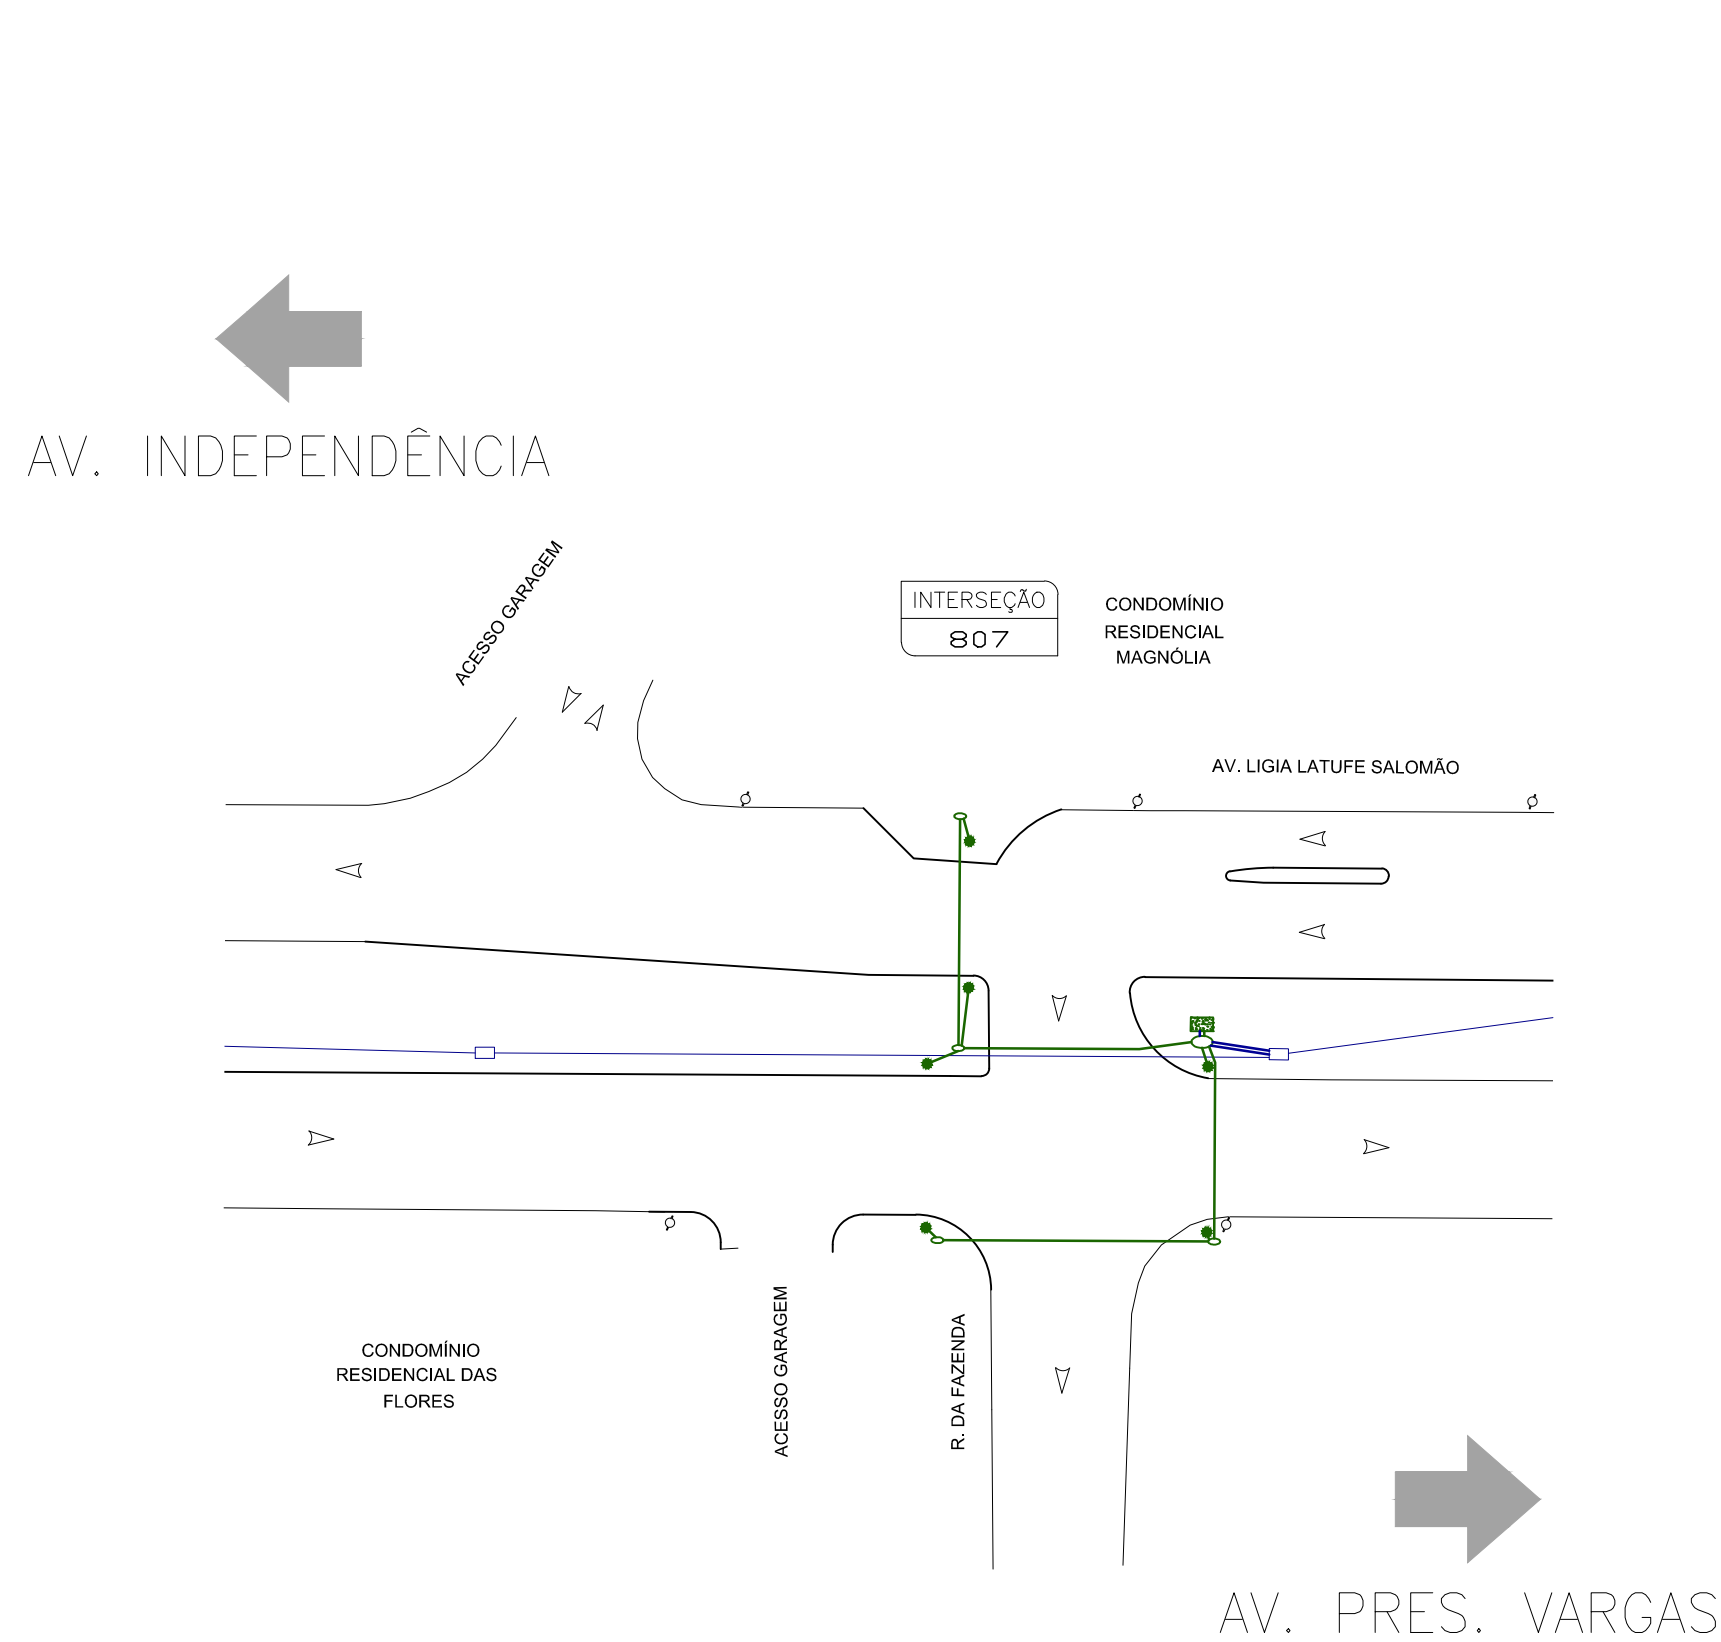 AV. INDEPENDÊNCIA
ACESSO GARAGEM
INTERSEÇÃO
807
CONDOMÍNIO
RESIDENCIAL
MAGNÓLIA
AV. LIGIA LATUFE SALOMÃO
CONDOMÍNIO
RESIDENCIAL DAS
FLORES
ACESSO GARAGEM
R. DA FAZENDA
AV. PRES. VARGAS